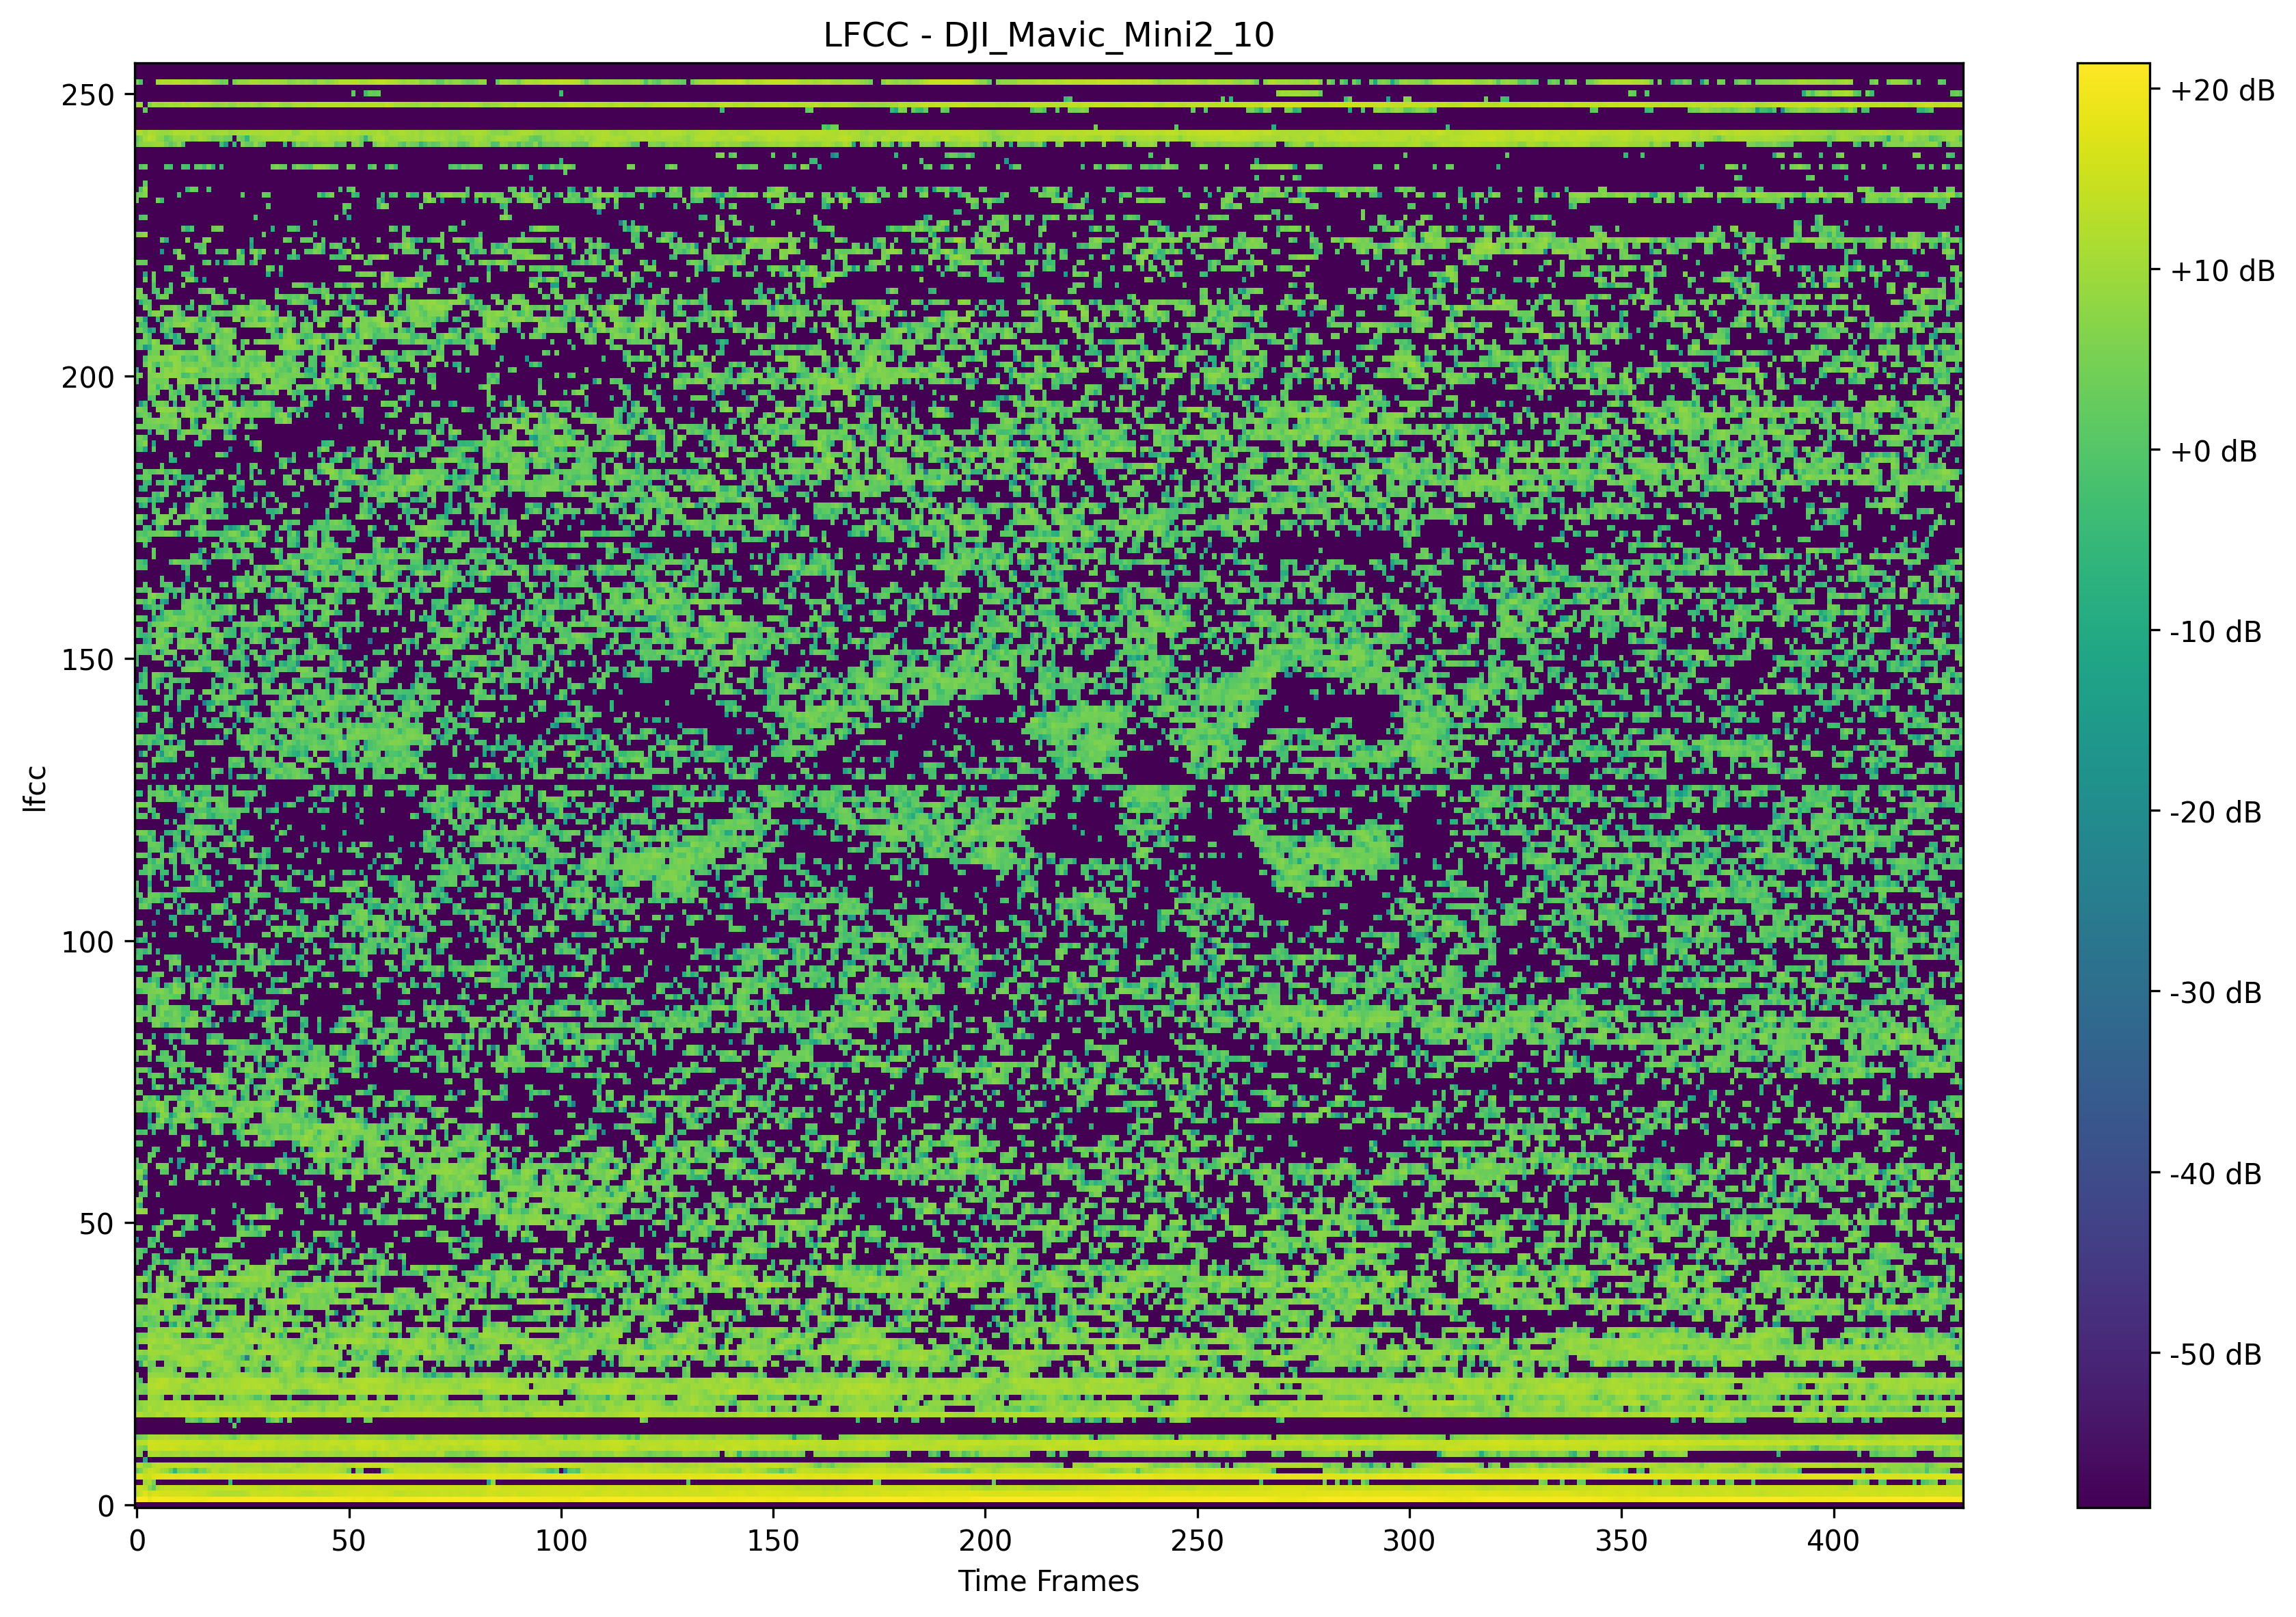 LFCC - DJI_Mavic_Mini2_10
250
200
150
100
50
0
lfcc
0 50 100 150 200 250 300 350 400
Time Frames
+20 dB
+10 dB
+0 dB
-10 dB
-20 dB
-30 dB
-40 dB
-50 dB